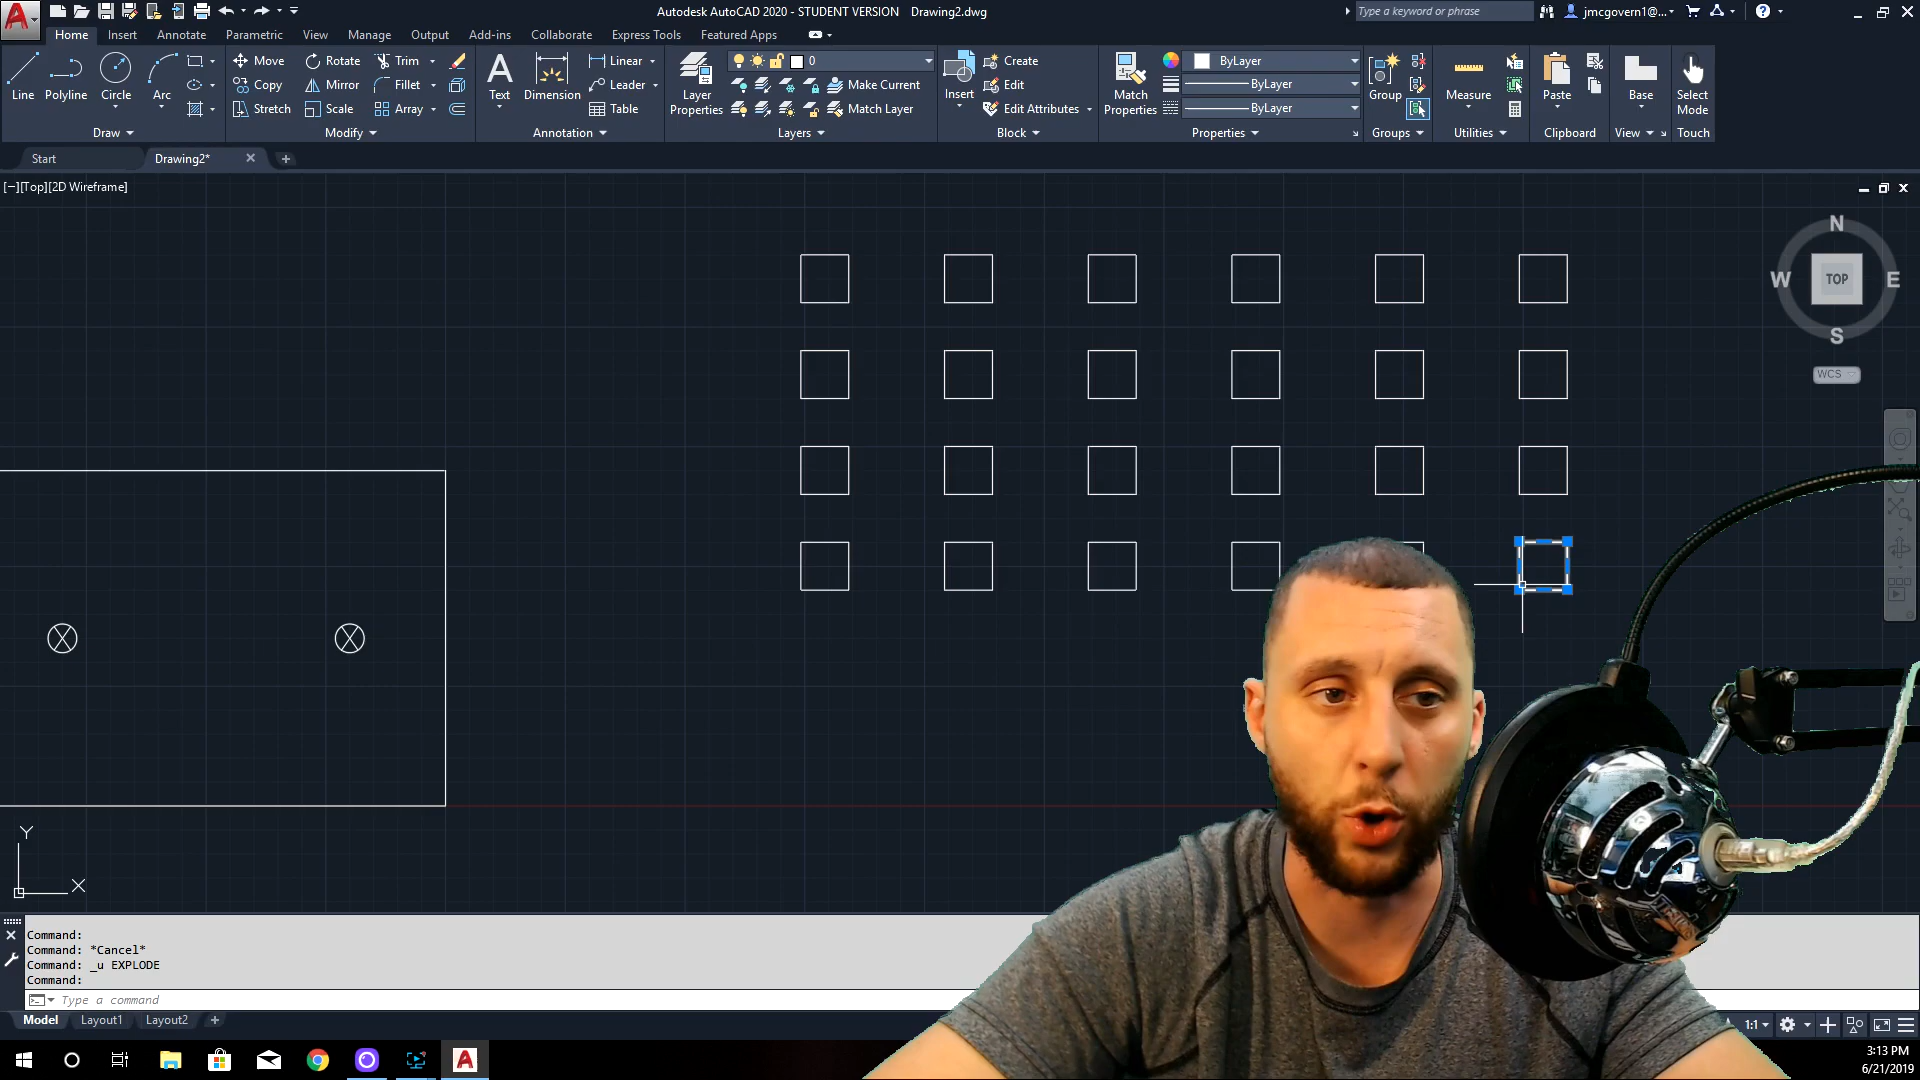 Autodesk AutoCAD 2020 - STUDENT VERSION Drawing2.dwg
Type a keyword or phrase
jmcgovern1@...
Home Insert Annotate Parametric View Manage Output Add-ins Collaborate Express Tools Featured Apps
Line Polyline Circle Arc
Move Rotate Trim
Copy Mirror Fillet
Stretch Scale Array
Text Dimension
Linear
Leader
Table
Layer Properties
0
Make Current
Match Layer
Insert
Create
Edit
Edit Attributes
Match Properties
ByLayer
ByLayer
ByLayer
Group
Measure
Paste
Base
Select Mode
Draw Modify Annotation Layers Block Properties Groups Utilities Clipboard View Touch
Start Drawing2*
[−][Top][2D Wireframe]
N
W TOP E
S
WCS
Y
X
Command:
Command: *Cancel*
Command: _u EXPLODE
Command:
Type a command
Model Layout1 Layout2
1:1
3:13 PM
6/21/2019